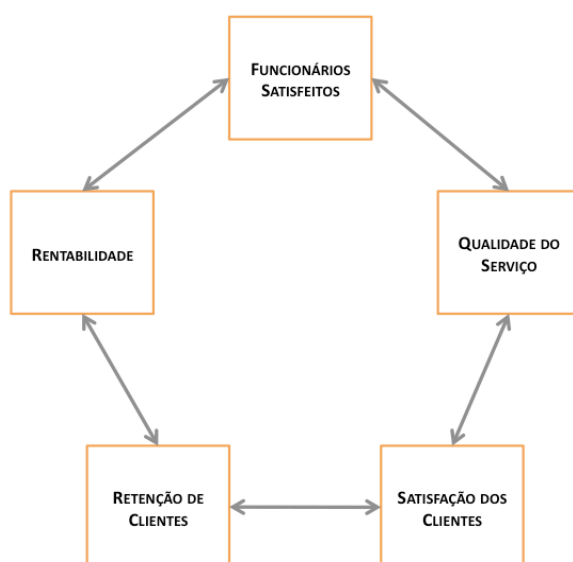 FUNCIONÁRIOS
SATISFEITOS
QUALIDADE DO
SERVIÇO
SATISFAÇÃO DOS
CLIENTES
RETENÇÃO DE
CLIENTES
RENTABILIDADE